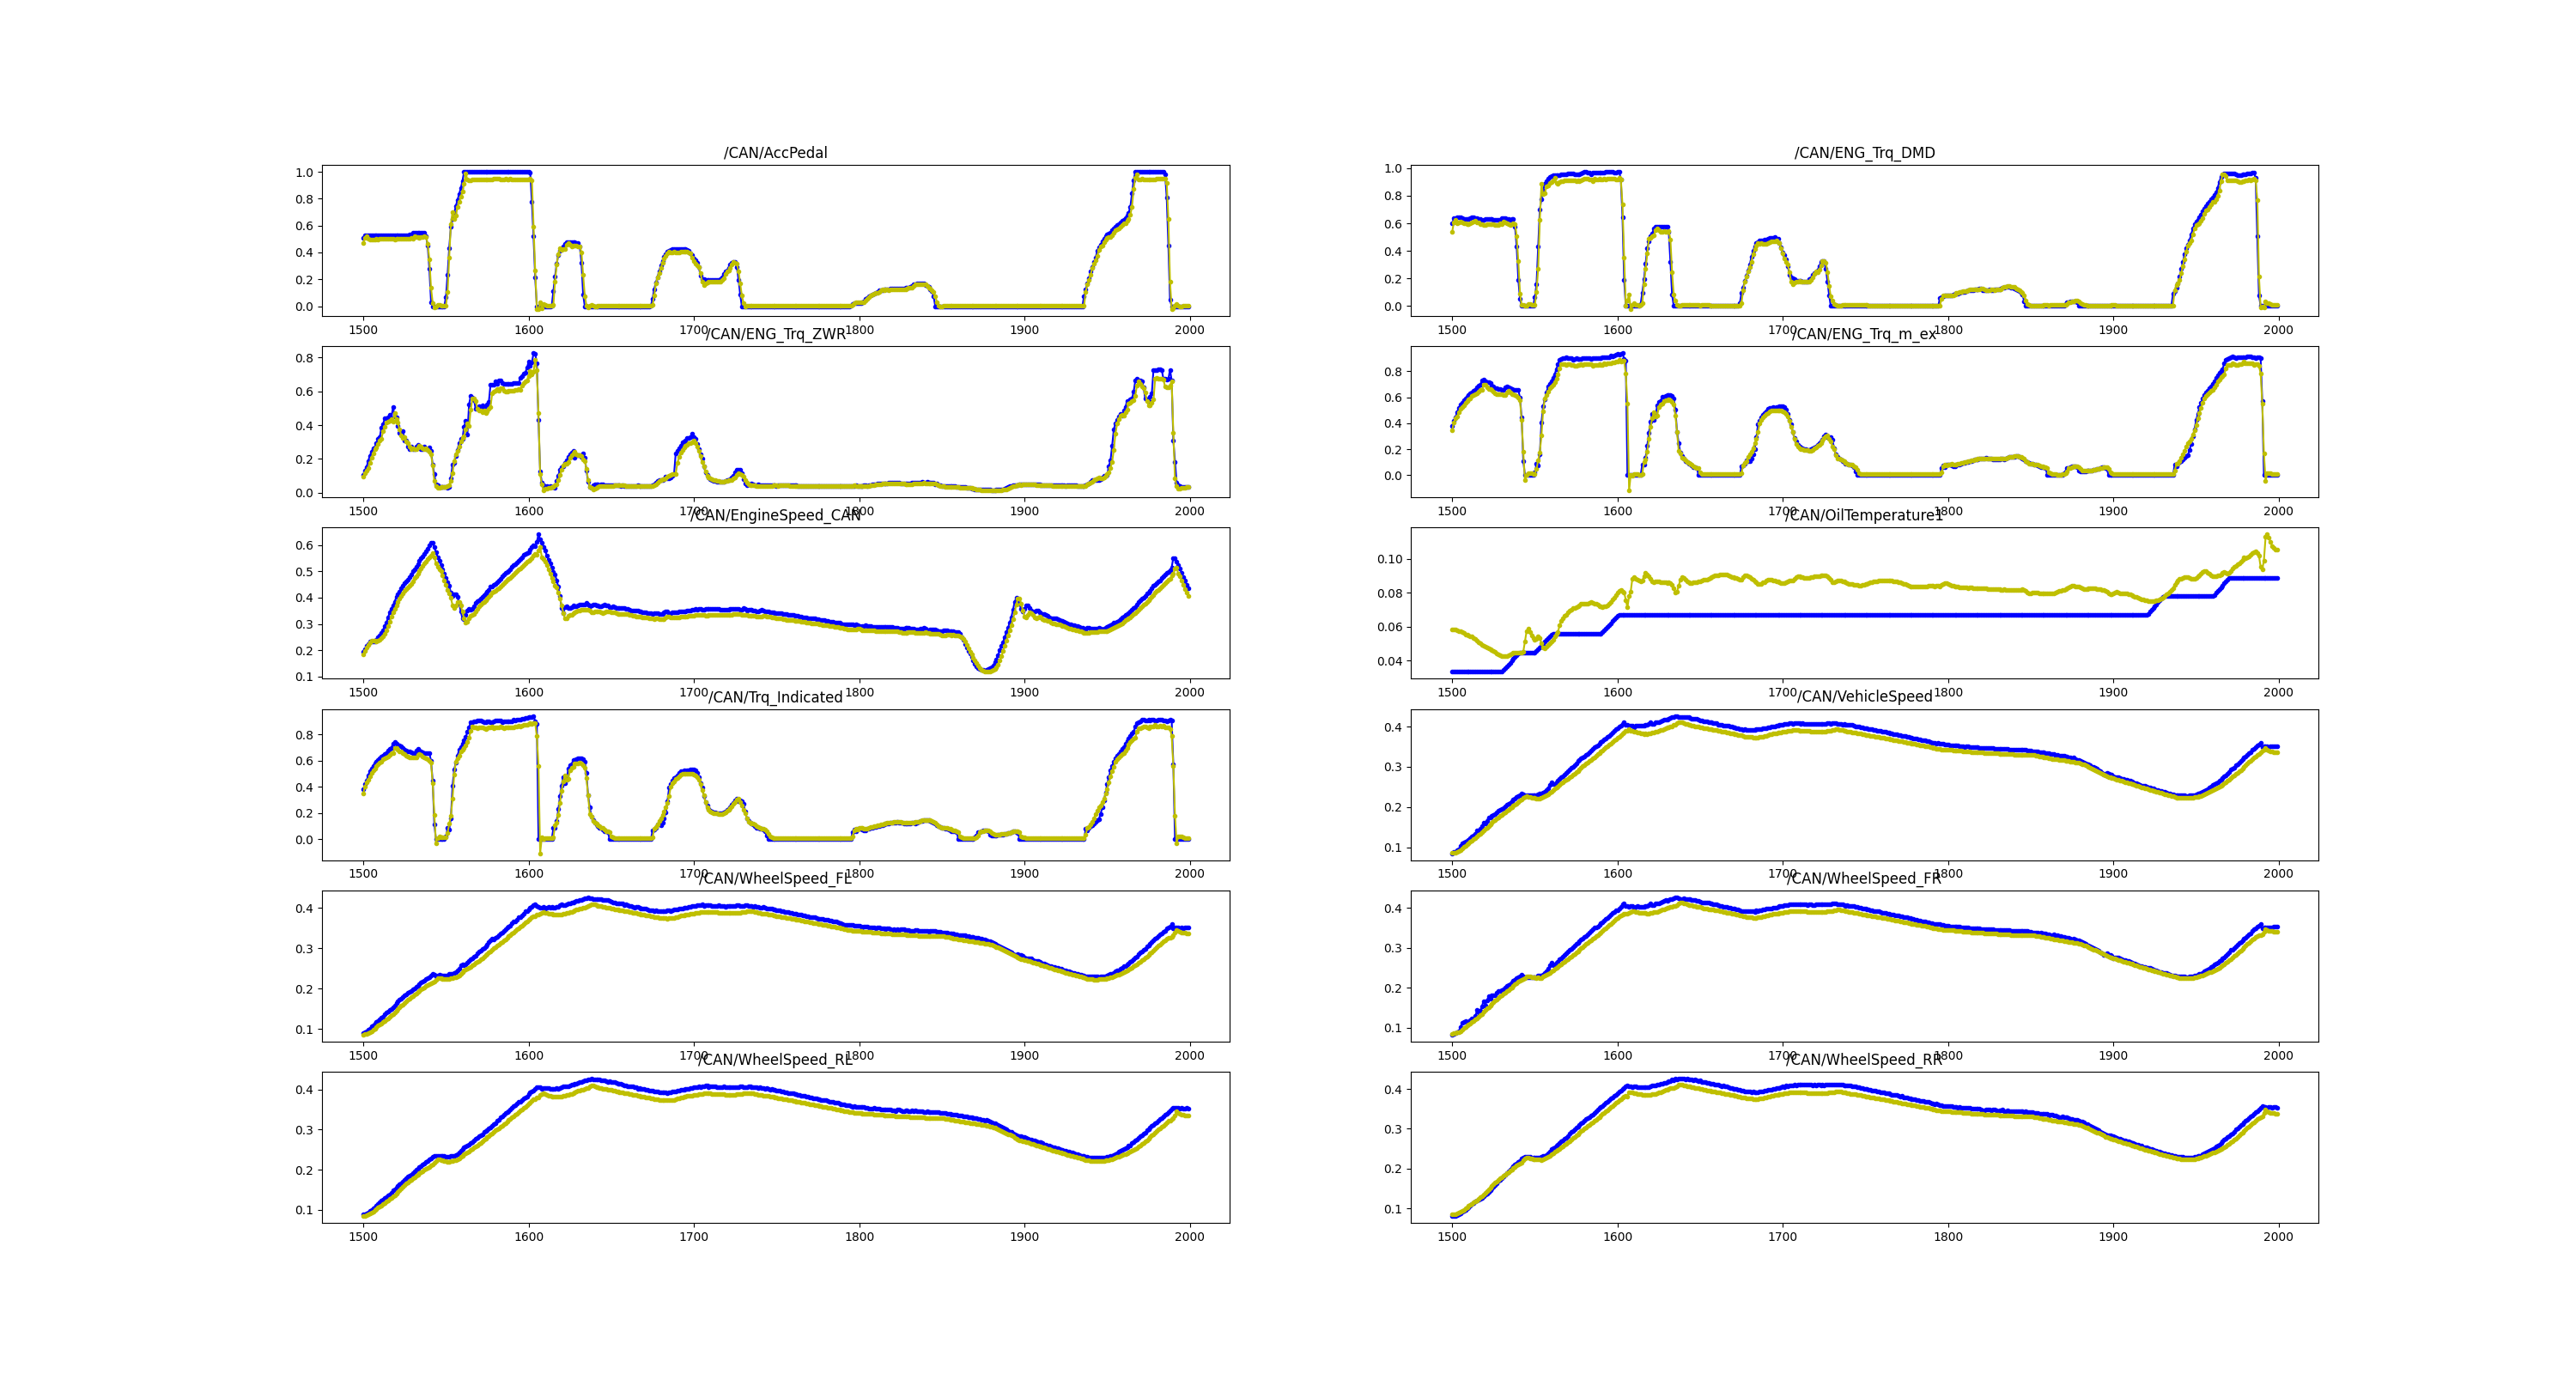 /CAN/AccPedal
1.0
0.8
0.6
0.4
0.2
0.0
1500 1600 1700 1800 1900 2000
/CAN/ENG_Trq_DMD
1.0
0.8
0.6
0.4
0.2
0.0
1500 1600 1700 1800 1900 2000
/CAN/ENG_Trq_ZWR
0.8
0.6
0.4
0.2
0.0
1500 1600 1700 1800 1900 2000
/CAN/ENG_Trq_m_ex
0.8
0.6
0.4
0.2
0.0
1500 1600 1700 1800 1900 2000
/CAN/EngineSpeed_CAN
0.6
0.5
0.4
0.3
0.2
0.1
1500 1600 1700 1800 1900 2000
/CAN/OilTemperature1
0.10
0.08
0.06
0.04
1500 1600 1700 1800 1900 2000
/CAN/Trq_Indicated
0.8
0.6
0.4
0.2
0.0
1500 1600 1700 1800 1900 2000
/CAN/VehicleSpeed
0.4
0.3
0.2
0.1
1500 1600 1700 1800 1900 2000
/CAN/WheelSpeed_FL
0.4
0.3
0.2
0.1
1500 1600 1700 1800 1900 2000
/CAN/WheelSpeed_FR
0.4
0.3
0.2
0.1
1500 1600 1700 1800 1900 2000
/CAN/WheelSpeed_RL
0.4
0.3
0.2
0.1
1500 1600 1700 1800 1900 2000
/CAN/WheelSpeed_RR
0.4
0.3
0.2
0.1
1500 1600 1700 1800 1900 2000